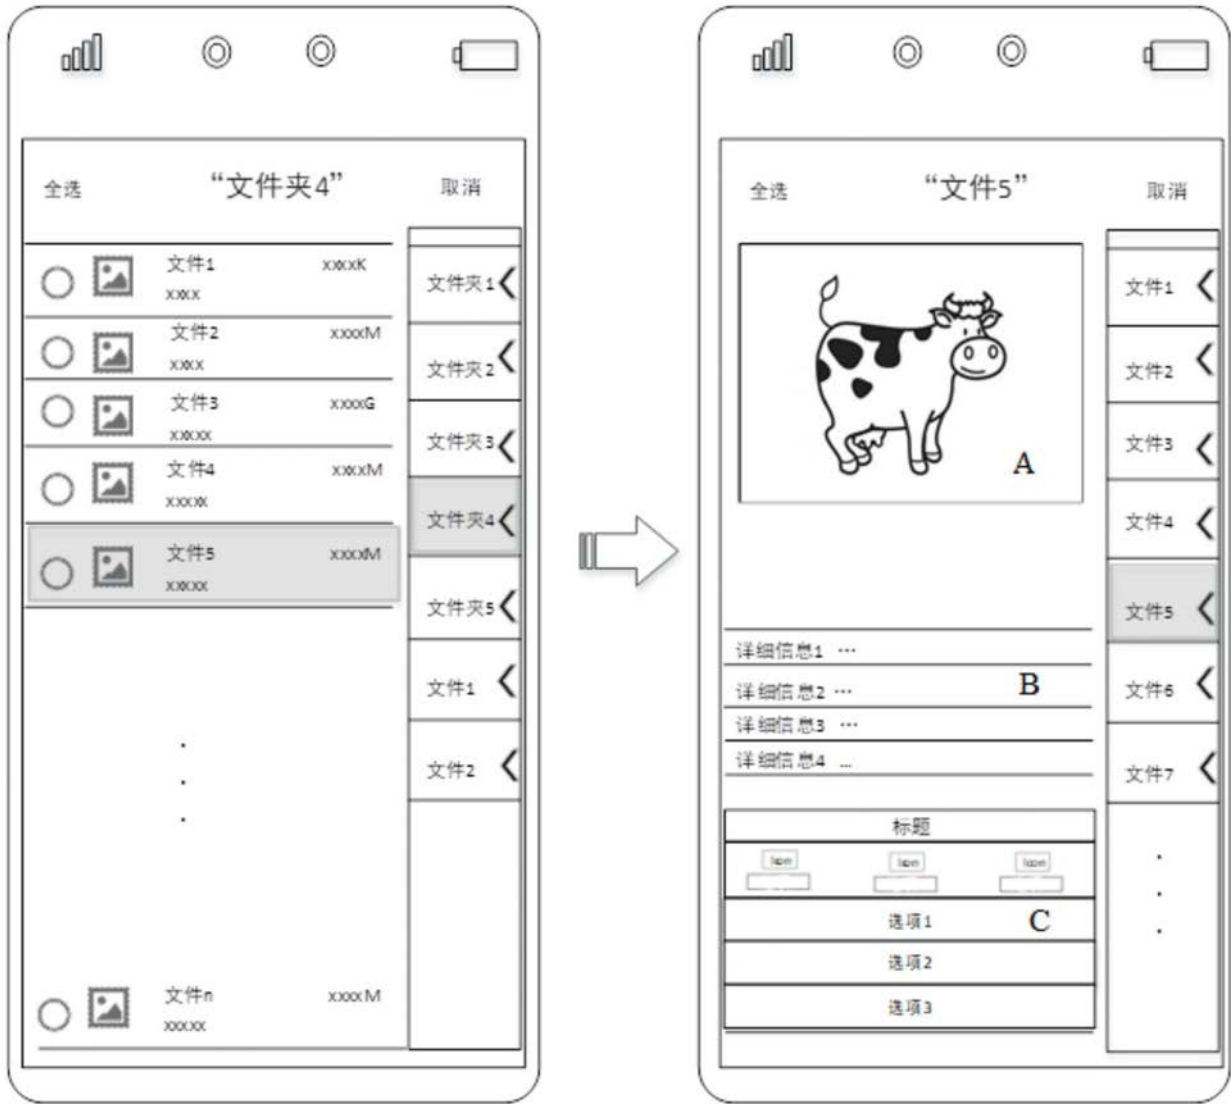 全选
“文件夹4”
取消
文件1
xxxxK
xxxx
文件2
xxxxM
xxxx
文件3
xxxxG
xxxxx
文件4
xxxxM
xxxxx
文件5
xxxxM
xxxxx
文件n
xxxxM
xxxxx
文件夹1
文件夹2
文件夹3
文件夹4
文件夹5
文件1
文件2
全选
“文件5”
取消
A
详细信息1 …
详细信息2 …
B
详细信息3 …
详细信息4 …
标题
Icon
Icon
Icon
选项1
C
选项2
选项3
文件1
文件2
文件3
文件4
文件5
文件6
文件7